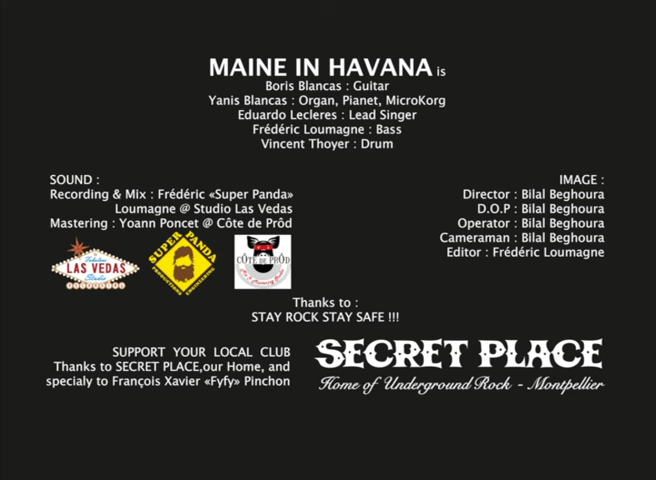 MAINE IN HAVANA is
Boris Blancas : Guitar
Yanis Blancas : Organ, Pianet, MicroKorg
Eduardo Lecleres : Lead Singer
Frédéric Loumagne : Bass
Vincent Thoyer : Drum
SOUND :
Recording & Mix : Frédéric «Super Panda»
Loumagne @ Studio Las Vedas
Mastering : Yoann Poncet @ Côte de Prôd
Fabulous
LAS VEDAS
Studio
SUPER PANDA
PRODUCTIONS ENGINEERING
CÔTE DE PRÔD
IMAGE :
Director : Bilal Beghoura
D.O.P : Bilal Beghoura
Operator : Bilal Beghoura
Cameraman : Bilal Beghoura
Editor : Frédéric Loumagne
Thanks to :
STAY ROCK STAY SAFE !!!
SUPPORT YOUR LOCAL CLUB
Thanks to SECRET PLACE,our Home, and
specialy to François Xavier «Fyfy» Pinchon
SECRET PLACE
Home of Underground Rock - Montpellier